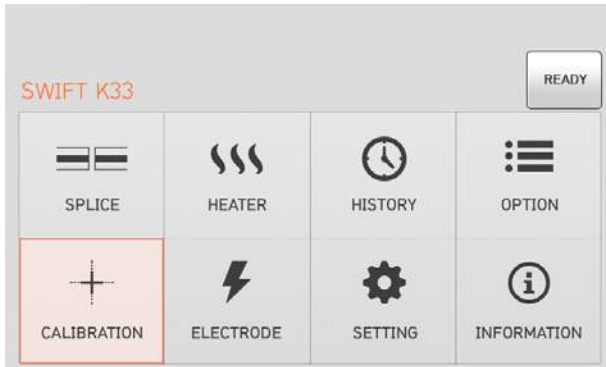 READY
SWIFT K33
SPLICE HEATER HISTORY OPTION
CALIBRATION ELECTRODE SETTING INFORMATION